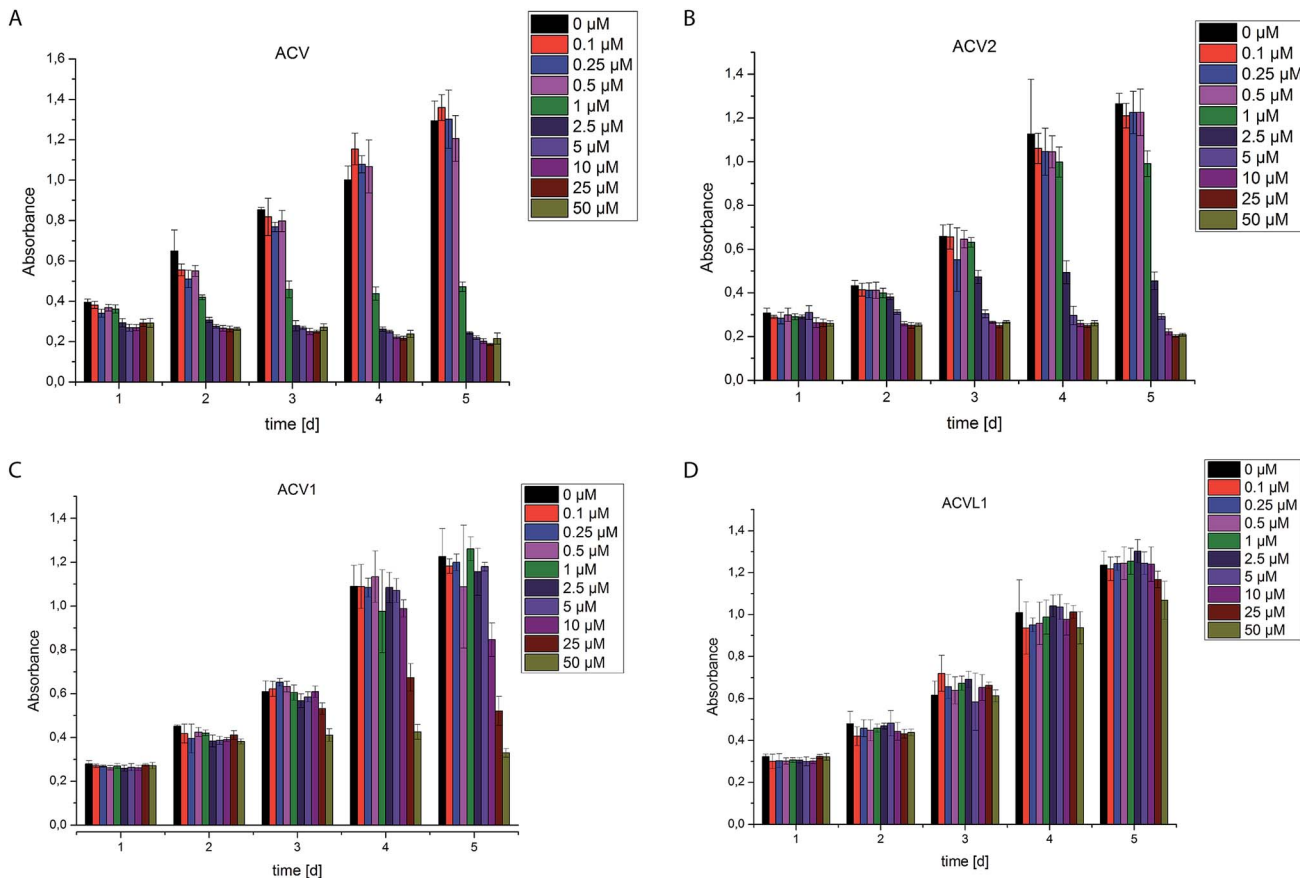 A
ACV
1,6
1,4
1,2
1,0
0,8
0,6
0,4
0,2
0,0
Absorbance
1 2 3 4 5
time [d]
0 µM
0.1 µM
0.25 µM
0.5 µM
1 µM
2.5 µM
5 µM
10 µM
25 µM
50 µM
B
ACV2
1,4
1,2
1,0
0,8
0,6
0,4
0,2
0,0
Absorbance
1 2 3 4 5
time [d]
0 µM
0.1 µM
0.25 µM
0.5 µM
1 µM
2.5 µM
5 µM
10 µM
25 µM
50 µM
C
ACV1
1,4
1,2
1,0
0,8
0,6
0,4
0,2
0,0
Absorbance
1 2 3 4 5
time [d]
0 µM
0.1 µM
0.25 µM
0.5 µM
1 µM
2.5 µM
5 µM
10 µM
25 µM
50 µM
D
ACVL1
1,4
1,2
1,0
0,8
0,6
0,4
0,2
0,0
Absorbance
1 2 3 4 5
time [d]
0 µM
0.1 µM
0.25 µM
0.5 µM
1 µM
2.5 µM
5 µM
10 µM
25 µM
50 µM